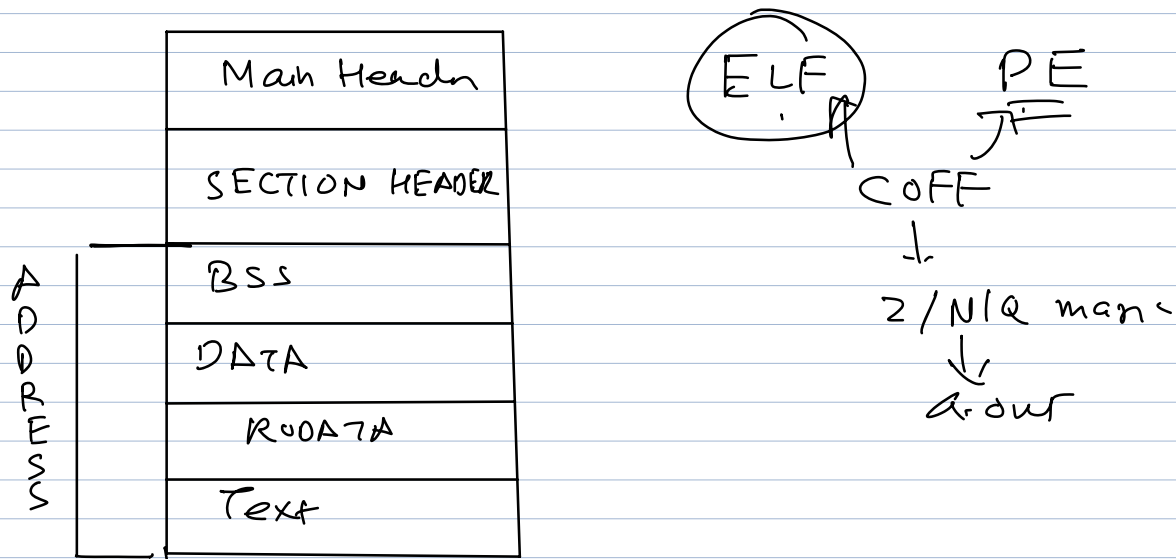 Main Header
SECTION HEADER
BSS
DATA
RODATA
Text
ADDRESS
ELF
PE
COFF
a.out